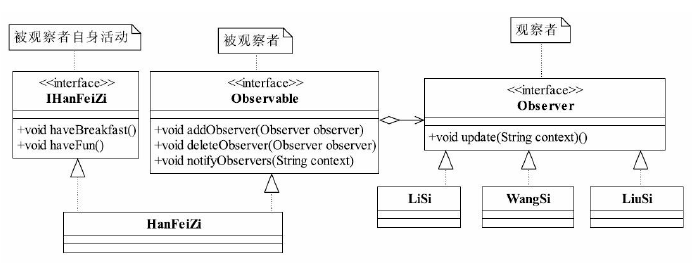 被观察者自身活动
被观察者
观察者
<<interface>>
IHanFeiZi
+void haveBreakfast()
+void haveFun()
<<interface>>
Observable
+void addObserver(Observer observer)
+void deleteObserver(Observer observer)
+void notifyObservers(String context)
<<interface>>
Observer
+void update(String context)()
HanFeiZi
LiSi
WangSi
LiuSi